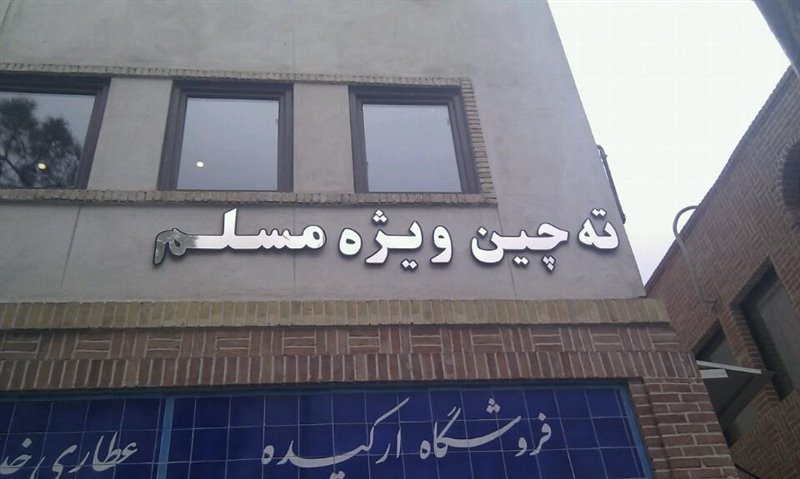 ته چین ویژه مسلم
فروشگاه ارکیده
عطاری